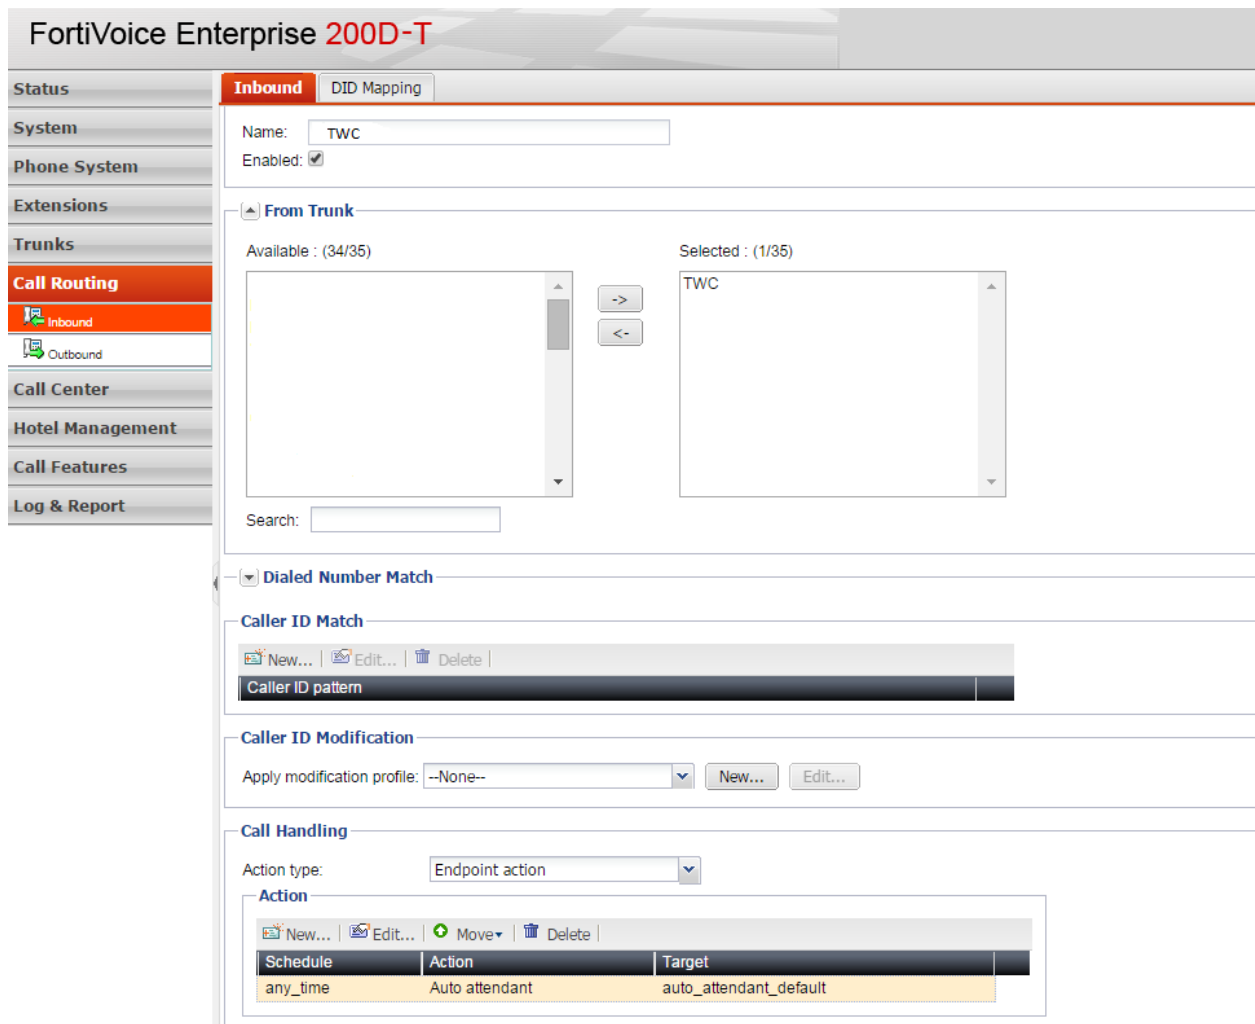 FortiVoice Enterprise 200D-T
Status
System
Phone System
Extensions
Trunks
Call Routing
Inbound
Outbound
Call Center
Hotel Management
Call Features
Log & Report
Inbound DID Mapping
Name: TWC
Enabled:
From Trunk
Available : (34/35) Selected : (1/35)
TWC
->
<-
Search:
Dialed Number Match
Caller ID Match
New... Edit... Delete
Caller ID pattern
Caller ID Modification
Apply modification profile: --None-- New... Edit...
Call Handling
Action type: Endpoint action
Action
New... Edit... Move Delete
Schedule Action Target
any_time Auto attendant auto_attendant_default